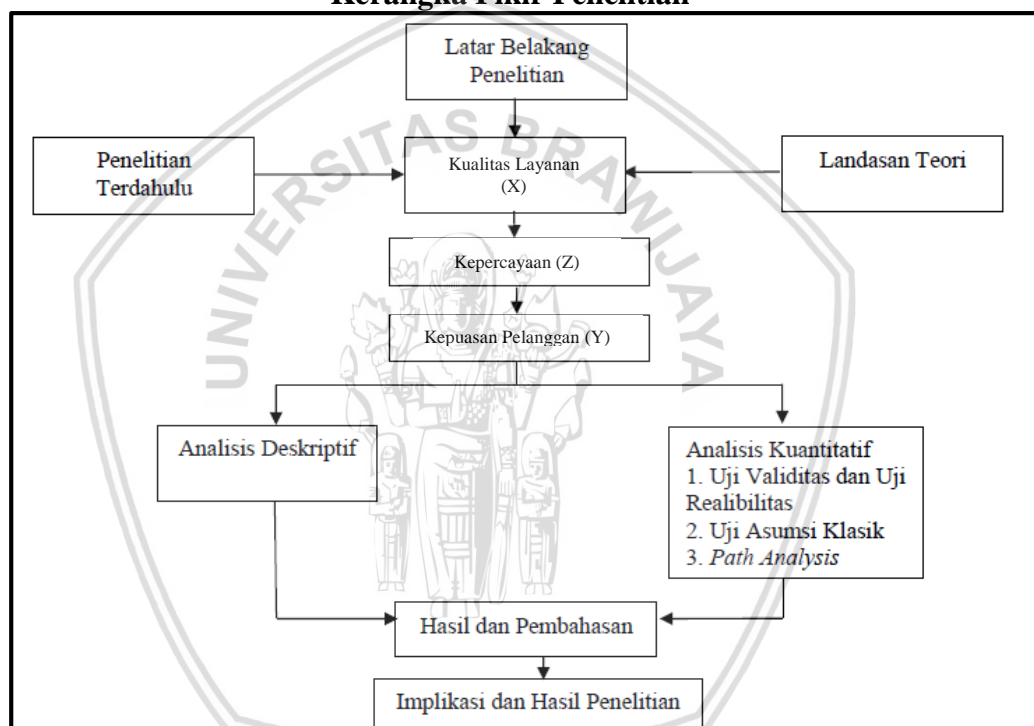 Kerangka Pikir Penelitian
Latar Belakang
Penelitian
UNIVERSITAS BRAWIJAYA
Penelitian
Terdahulu
Kualitas Layanan
(X)
Landasan Teori
Kepercayaan (Z)
Kepuasan Pelanggan (Y)
Analisis Deskriptif
Analisis Kuantitatif
1. Uji Validitas dan Uji
Realibilitas
2. Uji Asumsi Klasik
3. Path Analysis
Hasil dan Pembahasan
Implikasi dan Hasil Penelitian